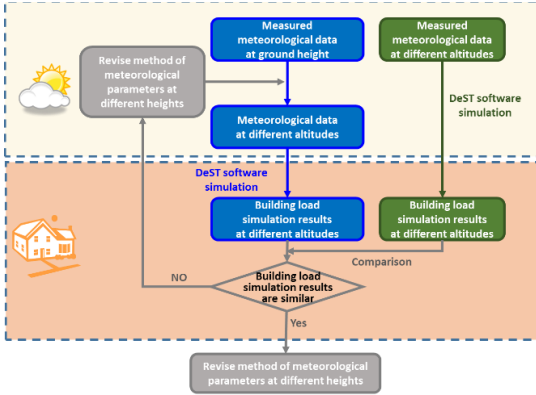 Measured
meteorological data
at ground height
Measured
meteorological data
at different altitudes
Revise method of
meteorological
parameters at
different heights
DeST software
simulation
Meteorological data
at different altitudes
DeST software
simulation
Building load
simulation results
at different altitudes
Building load
simulation results
at different altitudes
Comparison
NO
Building load
simulation results
are similar
Yes
Revise method of meteorological
parameters at different heights